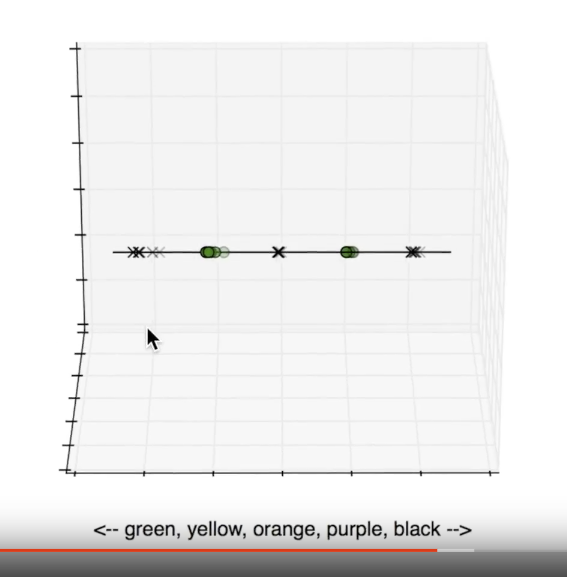 <-- green, yellow, orange, purple, black -->